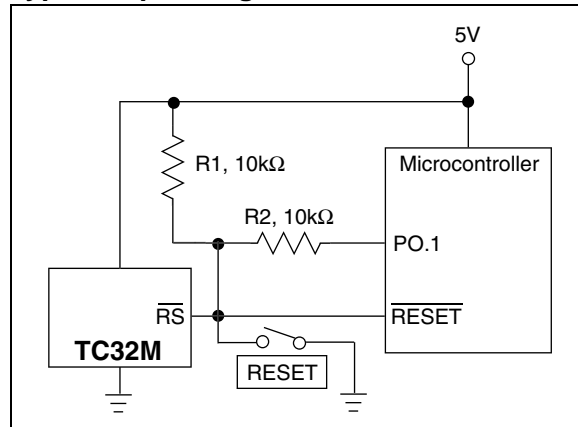 5V
Microcontroller
R1, 10kΩ
R2, 10kΩ
PO.1
RS
RESET
TC32M
RESET